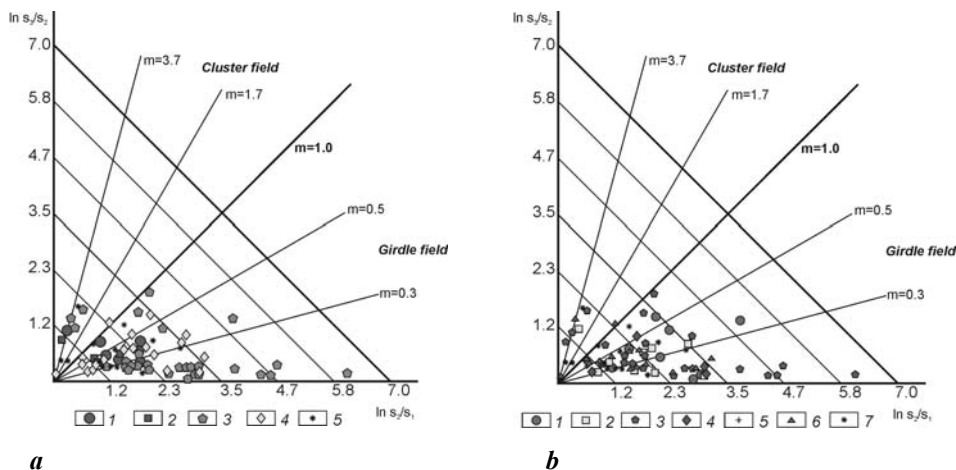 ln s₃/s₂
7.0
m=3.7
Cluster field
5.8
m=1.7
4.7
m=1.0
3.5
m=0.5
Girdle field
2.3
m=0.3
1.2
1.2 2.3 3.5 4.7 5.8 7.0
ln s₂/s₁
1 2 3 4 5
a
ln s₃/s₂
7.0
m=3.7
Cluster field
5.8
m=1.7
4.7
m=1.0
3.5
m=0.5
Girdle field
2.3
m=0.3
1.2
1.2 2.3 3.5 4.7 5.8 7.0
ln s₂/s₁
1 2 3 4 5 6 7
b